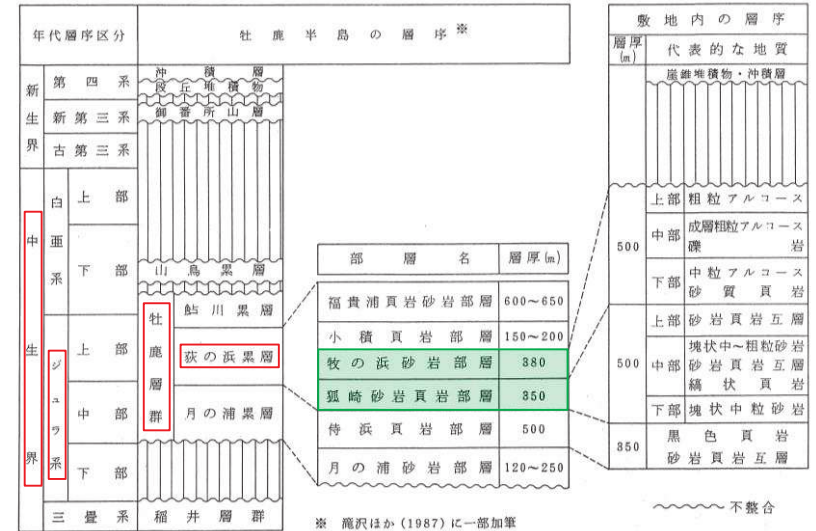 年代層序区分
牡鹿半島の層序※
新生界
第四系
新第三系
古第三系
中生界
白亜系
上部
下部
ジュラ系
上部
中部
下部
三畳系
沖積層
段丘堆積物
御番所山層
山鳥累層
牡鹿層群
鮎川累層
荻の浜累層
月の浦累層
稲井層群
部層名 層厚(m)
福貴浦頁岩砂岩部層 600~650
小積頁岩部層 150~200
牧の浜砂岩部層 380
狐崎砂岩頁岩部層 350
侍浜頁岩部層 500
月の浦砂岩部層 120~250
※ 滝沢ほか(1987)に一部加筆
敷地内の層序
層厚(m) 代表的な地質
崖錐堆積物・沖積層
500
上部 粗粒アルコース
中部 成層粗粒アルコース
礫岩
下部 中粒アルコース
砂質頁岩
500
上部 砂岩頁岩互層
中部 塊状中~粗粒砂岩
砂岩頁岩互層
縞状頁岩
下部 塊状中粒砂岩
850
黒色頁岩
砂岩頁岩互層
不整合